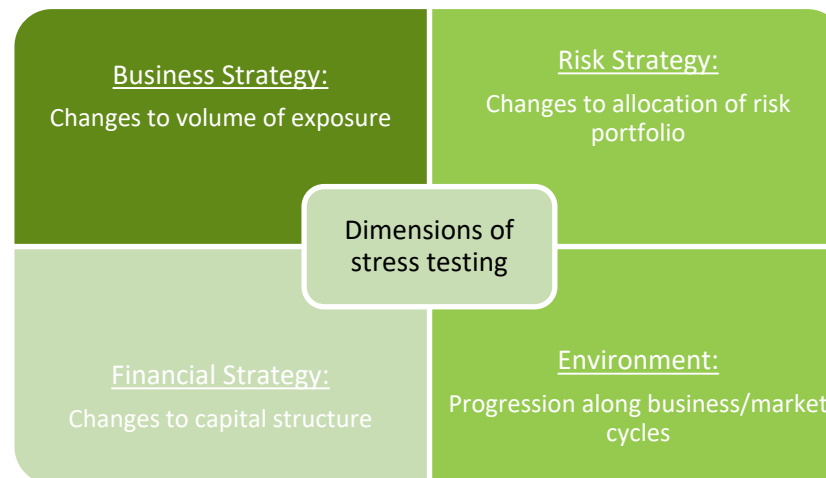 Business Strategy:
Changes to volume of exposure
Risk Strategy:
Changes to allocation of risk
portfolio
Dimensions of
stress testing
Financial Strategy:
Changes to capital structure
Environment:
Progression along business/market
cycles